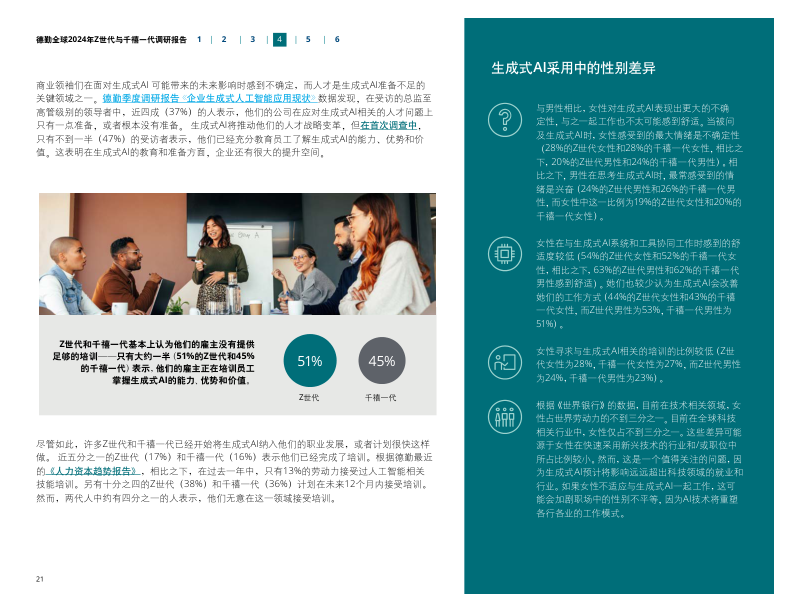 德勤全球2024年Z世代与千禧一代调研报告 1 | 2 | 3 | 4 | 5 | 6
商业领袖们在面对生成式AI 可能带来的未来影响时感到不确定，而人才是生成式AI准备不足的
关键领域之一。德勤季度调研报告《企业生成式人工智能应用现状》数据发现，在受访的总监至
高管级别的领导者中，近四成（37%）的人表示，他们的公司在应对生成式AI相关的人才问题上
只有一点准备，或者根本没有准备。 生成式AI将推动他们的人才战略变革，但在首次调查中，
只有不到一半（47%）的受访者表示，他们已经充分教育员工了解生成式AI的能力、优势和价
值。这表明在生成式AI的教育和准备方面，企业还有很大的提升空间。
Z世代和千禧一代基本上认为他们的雇主没有提供
足够的培训——只有大约一半（51%的Z世代和45%
的千禧一代）表示，他们的雇主正在培训员工
掌握生成式AI的能力、优势和价值。
51%
45%
Z世代
千禧一代
尽管如此，许多Z世代和千禧一代已经开始将生成式AI纳入他们的职业发展，或者计划很快这样
做。 近五分之一的Z世代（17%）和千禧一代（16%）表示他们已经完成了培训。根据德勤最近
的《人力资本趋势报告》，相比之下，在过去一年中，只有13%的劳动力接受过人工智能相关
技能培训。另有十分之四的Z世代（38%）和千禧一代（36%）计划在未来12个月内接受培训。
然而，两代人中约有四分之一的人表示，他们无意在这一领域接受培训。
21
生成式AI采用中的性别差异
与男性相比，女性对生成式AI表现出更大的不确
定性，与之一起工作也不太可能感到舒适。当被问
及生成式AI时，女性感受到的最大情绪是不确定性
（28%的Z世代女性和28%的千禧一代女性，相比之
下，20%的Z世代男性和24%的千禧一代男性）。相
比之下，男性在思考生成式AI时，最常感受到的情
绪是兴奋（24%的Z世代男性和26%的千禧一代男
性，而女性中这一比例为19%的Z世代女性和20%的
千禧一代女性）。
女性在与生成式AI系统和工具协同工作时感到的舒
适度较低（54%的Z世代女性和52%的千禧一代女
性，相比之下，63%的Z世代男性和62%的千禧一代
男性感到舒适）。她们也较少认为生成式AI会改善
她们的工作方式（44%的Z世代女性和43%的千禧
一代女性，而Z世代男性为53%，千禧一代男性为
51%）。
女性寻求与生成式AI相关的培训的比例较低（Z世
代女性为28%，千禧一代女性为27%，而Z世代男性
为24%，千禧一代男性为23%）。
根据《世界银行》的数据，目前在技术相关领域，女
性占世界劳动力的不到三分之一。目前在全球科技
相关行业中，女性仅占不到三分之一。这些差异可能
源于女性在快速采用新兴技术的行业和/或职位中
所占比例较小。然而，这是一个值得关注的问题，因
为生成式AI预计将影响远远超出科技领域的就业和
行业。如果女性不适应与生成式AI一起工作，这可
能会加剧职场中的性别不平等，因为AI技术将重塑
各行各业的工作模式。